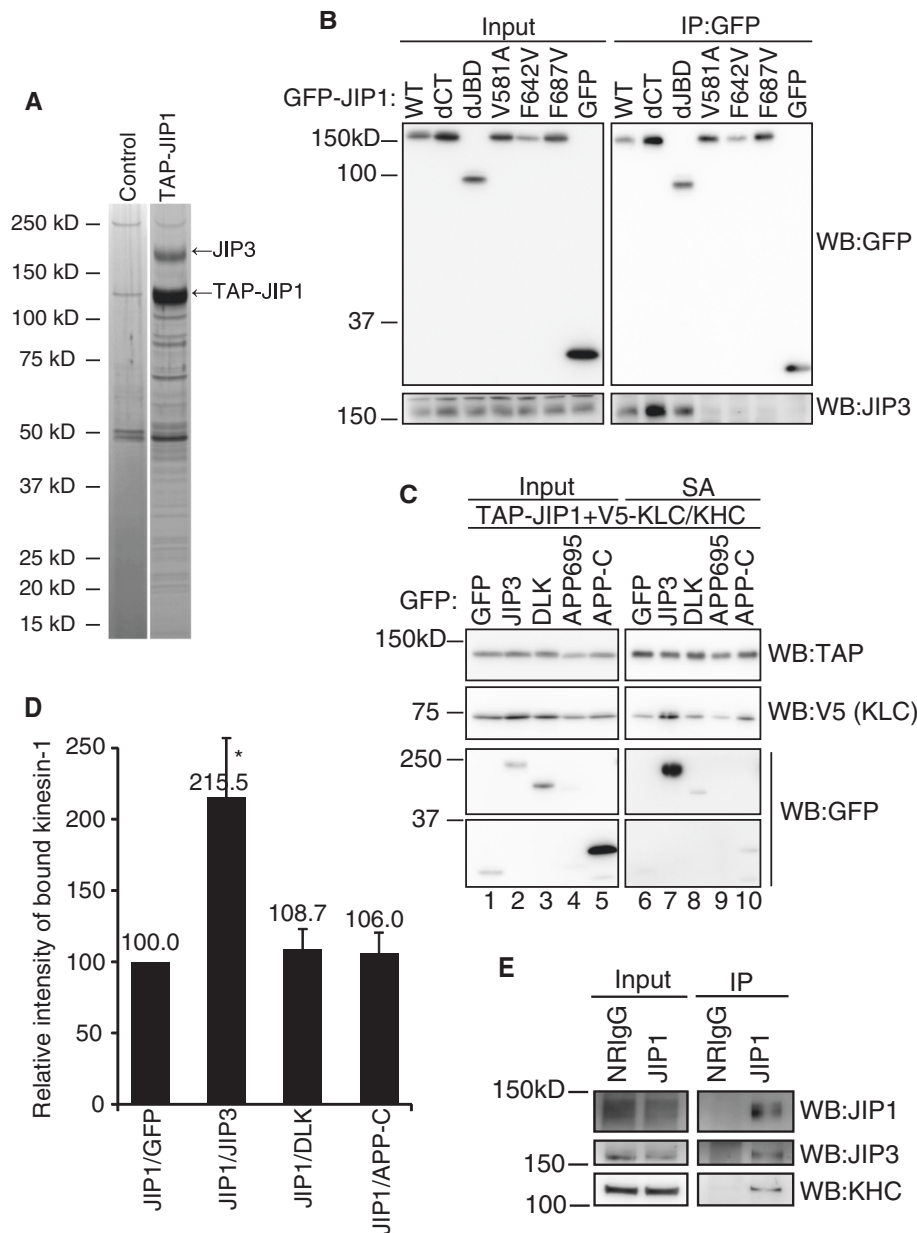 A
Control
TAP-JIP1
250 kD
150 kD
100 kD
75 kD
50 kD
37 kD
25 kD
20 kD
15 kD
←JIP3
←TAP-JIP1
B
Input
IP:GFP
GFP-JIP1:
WT
dCT
dJBD
V581A
F642V
F687V
GFP
WT
dCT
dJBD
V581A
F642V
F687V
GFP
150kD
100
37
150
WB:GFP
WB:JIP3
C
Input
SA
TAP-JIP1+V5-KLC/KHC
GFP:
GFP
JIP3
DLK
APP695
APP-C
GFP
JIP3
DLK
APP695
APP-C
150kD
75
250
37
WB:TAP
WB:V5 (KLC)
WB:GFP
1 2 3 4 5 6 7 8 9 10
D
Relative intensity of bound kinesin-1
250
200
150
100
50
0
100.0
215.5
*
108.7
106.0
JIP1/GFP
JIP1/JIP3
JIP1/DLK
JIP1/APP-C
E
Input
IP
NRIgG
JIP1
NRIgG
JIP1
150kD
150
100
WB:JIP1
WB:JIP3
WB:KHC